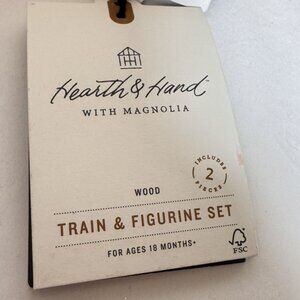 Hearth & Hand
WITH MAGNOLIA
INCLUDES
2
PIECES
WOOD
TRAIN & FIGURINE SET
FOR AGES 18 MONTHS+
FSC